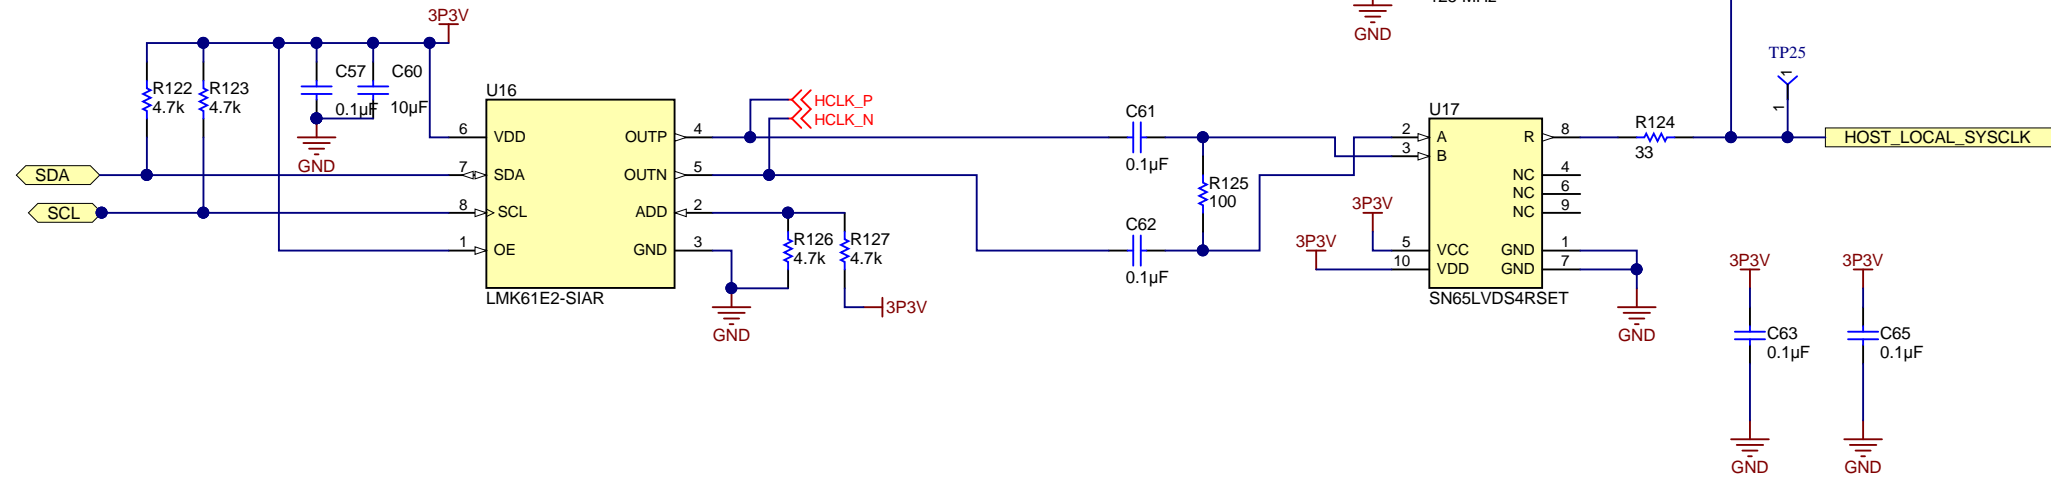 3P3V
GND
TP25
1
1
C57
0.1µF
C60
10µF
R122
4.7k
R123
4.7k
GND
SDA
SCL
U16
6 VDD
7 SDA
8 SCL
1 OE
OUTP 4
OUTN 5
ADD 2
GND 3
LMK61E2-SIAR
HCLK_P
HCLK_N
R126
4.7k
R127
4.7k
3P3V
GND
C61
0.1µF
C62
0.1µF
R125
100
3P3V
3P3V
U17
2 A
3 B
5 VCC
10 VDD
R 8
NC 4
NC 6
NC 9
GND 1
GND 7
SN65LVDS4RSET
R124
33
HOST_LOCAL_SYSCLK
GND
3P3V
C63
0.1µF
GND
3P3V
C65
0.1µF
GND